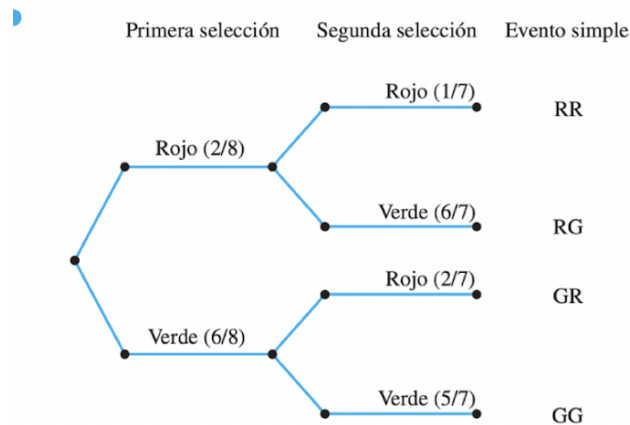 Primera selección Segunda selección Evento simple
Rojo (1/7)
RR
Rojo (2/8)
Verde (6/7)
RG
Rojo (2/7)
GR
Verde (6/8)
Verde (5/7)
GG